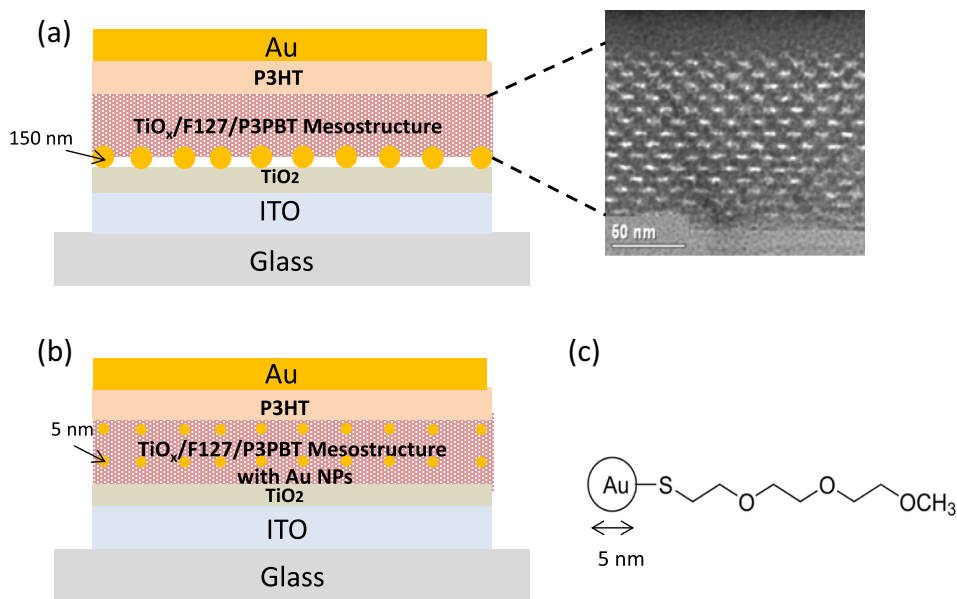 (a)
Au
P3HT
TiOx/F127/P3PBT Mesostructure
150 nm
TiO2
ITO
Glass
60 nm
(b)
Au
P3HT
5 nm
TiOx/F127/P3PBT Mesostructure
with Au NPs
TiO2
ITO
Glass
(c)
Au
S
O
O
OCH3
5 nm